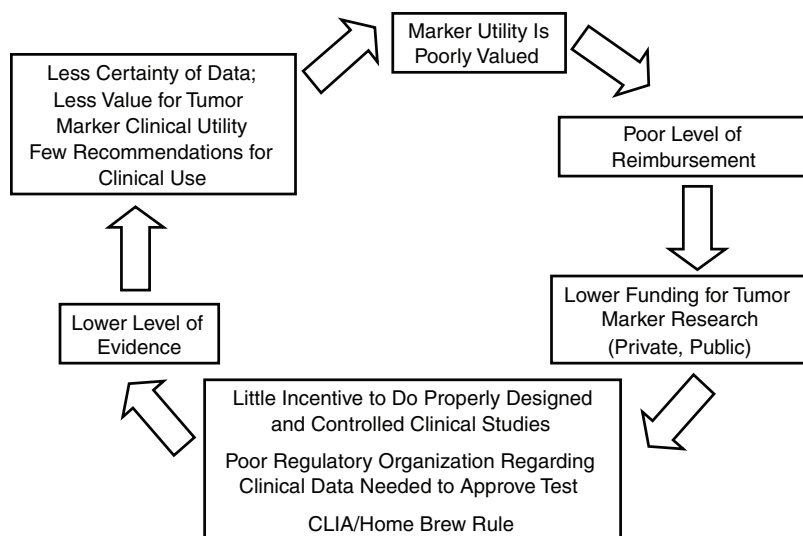 Marker Utility Is
Poorly Valued
Less Certainty of Data;
Less Value for Tumor
Marker Clinical Utility
Few Recommendations for
Clinical Use
Poor Level of
Reimbursement
Lower Funding for Tumor
Marker Research
(Private, Public)
Lower Level of
Evidence
Little Incentive to Do Properly Designed
and Controlled Clinical Studies
Poor Regulatory Organization Regarding
Clinical Data Needed to Approve Test
CLIA/Home Brew Rule